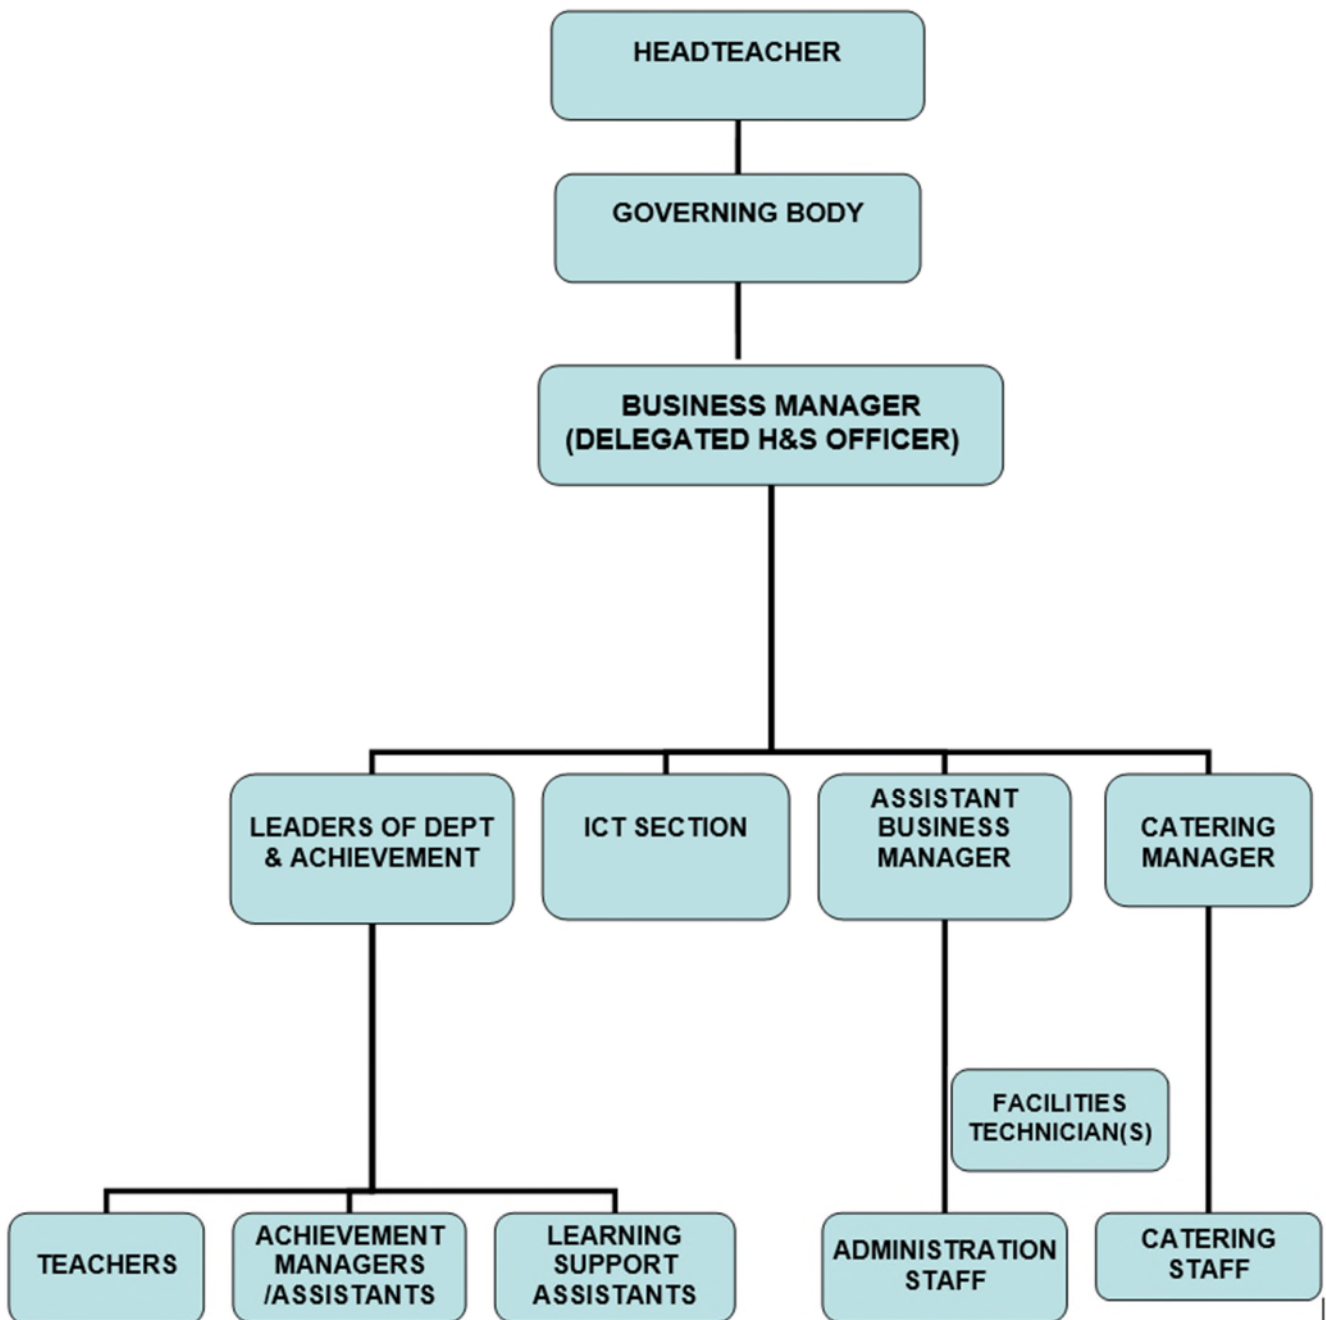 HEADTEACHER
GOVERNING BODY
BUSINESS MANAGER
(DELEGATED H&S OFFICER)
LEADERS OF DEPT
& ACHIEVEMENT
ICT SECTION
ASSISTANT
BUSINESS
MANAGER
CATERING
MANAGER
FACILITIES
TECHNICIAN(S)
TEACHERS
ACHIEVEMENT
MANAGERS
/ASSISTANTS
LEARNING
SUPPORT
ASSISTANTS
ADMINISTRATION
STAFF
CATERING
STAFF